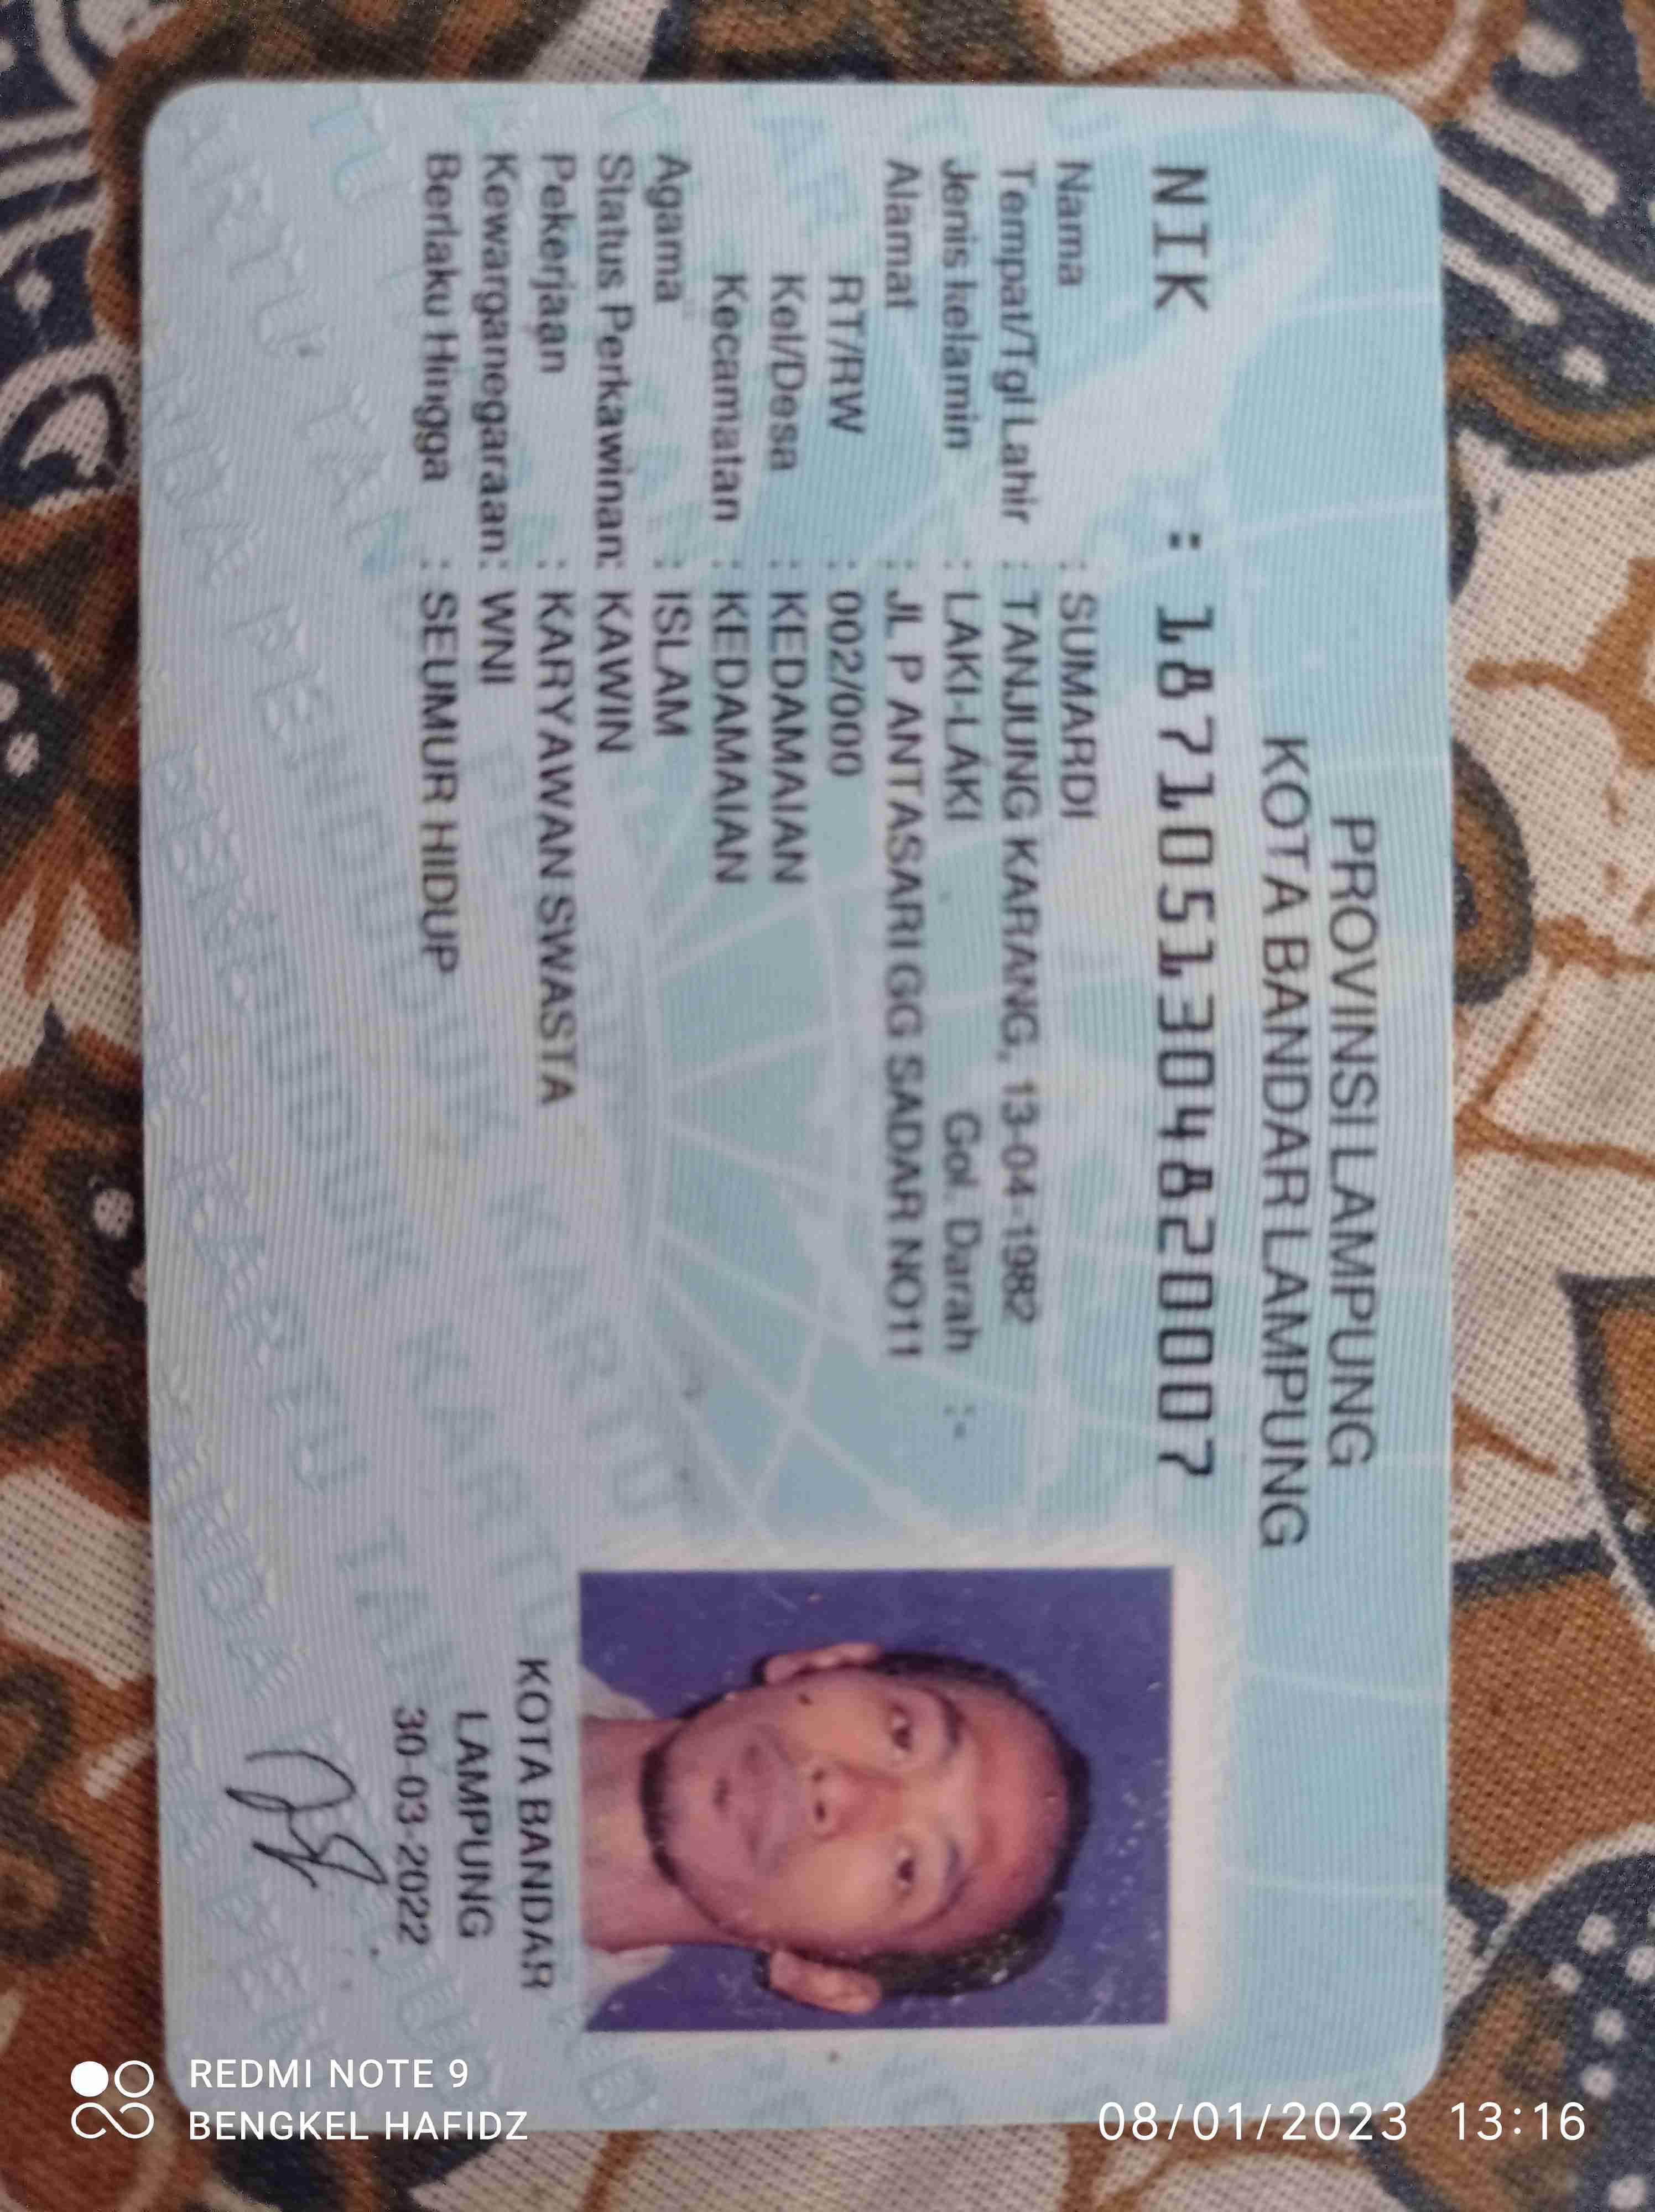 PROVINSI LAMPUNG
KOTA BANDAR LAMPUNG
NIK : 1871051304820007
Nama : SUMARDI
Tempat/Tgl Lahir : TANJUNG KARANG, 13-04-1982
Jenis kelamin : LAKI-LAKI Gol. Darah :-
Alamat : JL P ANTASARI GG SADAR NO11
RT/RW : 002/000
Kel/Desa : KEDAMAIAN
Kecamatan : KEDAMAIAN
Agama : ISLAM
Status Perkawinan: KAWIN
Pekerjaan : KARYAWAN SWASTA
Kewarganegaraan: WNI
Berlaku Hingga : SEUMUR HIDUP
KOTA BANDAR
LAMPUNG
30-03-2022
REDMI NOTE 9
BENGKEL HAFIDZ
08/01/2023 13:16